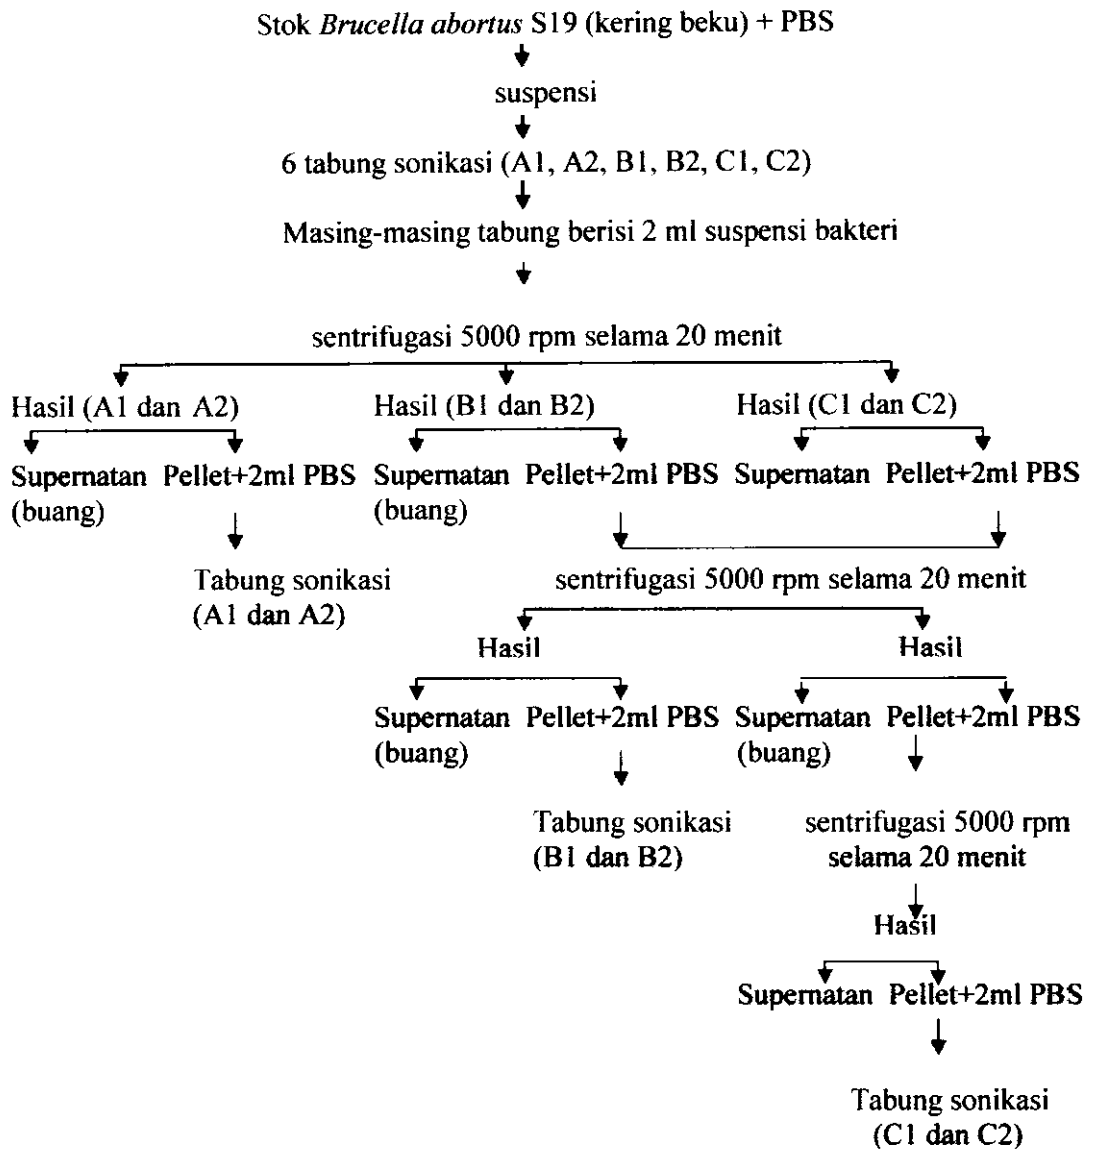 Stok Brucella abortus S19 (kering beku) + PBS
suspensi
6 tabung sonikasi (A1, A2, B1, B2, C1, C2)
Masing-masing tabung berisi 2 ml suspensi bakteri
sentrifugasi 5000 rpm selama 20 menit
Hasil (A1 dan A2) Hasil (B1 dan B2) Hasil (C1 dan C2)
Supernatan Pellet+2ml PBS Supernatan Pellet+2ml PBS Supernatan Pellet+2ml PBS
(buang) (buang)
Tabung sonikasi sentrifugasi 5000 rpm selama 20 menit
(A1 dan A2)
Hasil Hasil
Supernatan Pellet+2ml PBS Supernatan Pellet+2ml PBS
(buang) (buang)
Tabung sonikasi sentrifugasi 5000 rpm
(B1 dan B2) selama 20 menit
Hasil
Supernatan Pellet+2ml PBS
Tabung sonikasi
(C1 dan C2)